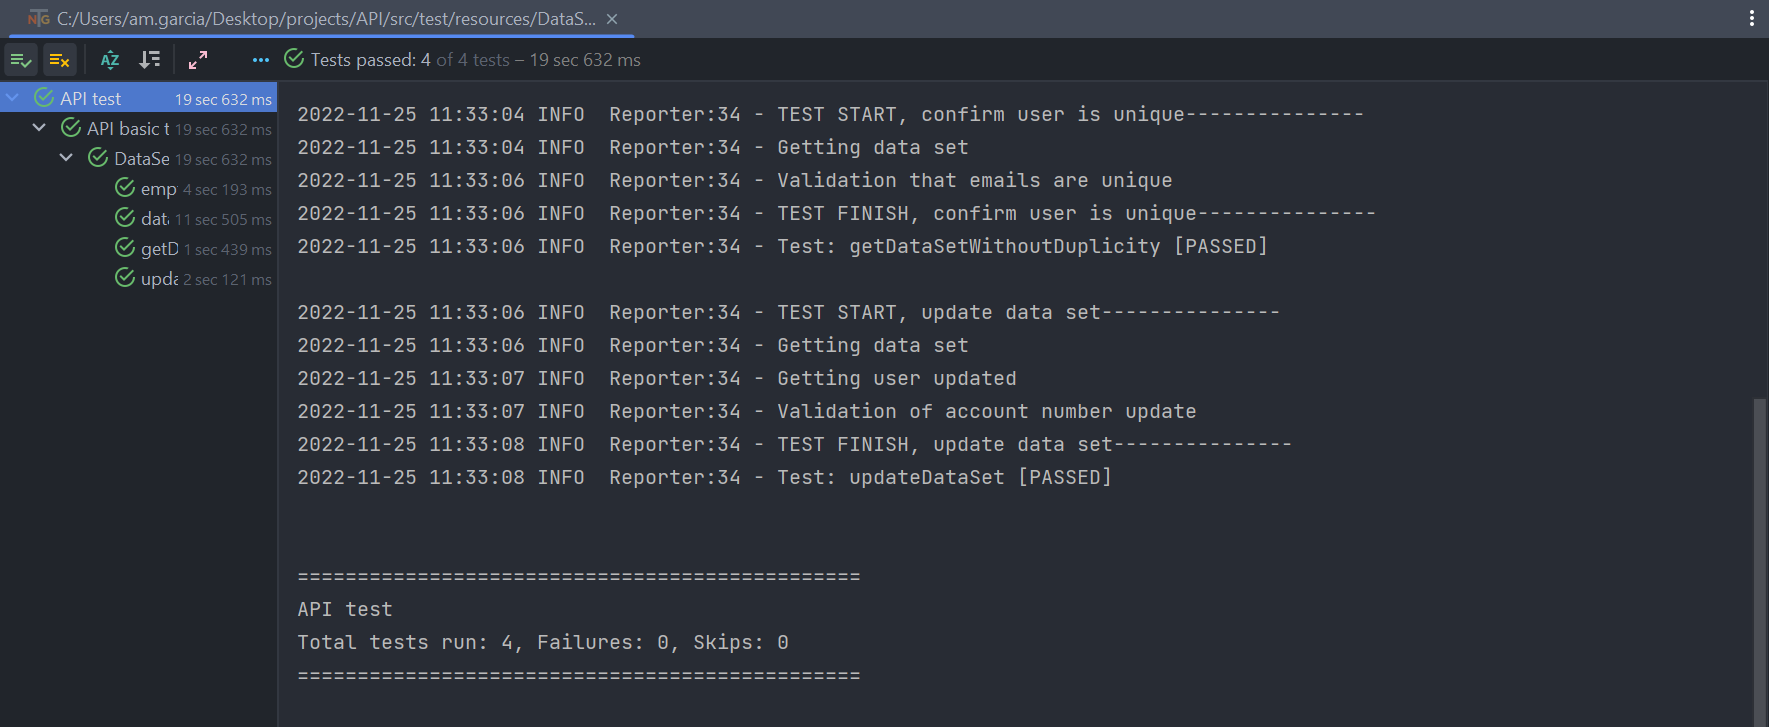 NTG C:/Users/am.garcia/Desktop/projects/API/src/test/resources/DataS...
AZ Tests passed: 4 of 4 tests – 19 sec 632 ms
API test 19 sec 632 ms
API basic t 19 sec 632 ms
DataSe 19 sec 632 ms
emp 4 sec 193 ms
data 11 sec 505 ms
getD 1 sec 439 ms
upda 2 sec 121 ms
2022-11-25 11:33:04 INFO  Reporter:34 - TEST START, confirm user is unique---------------
2022-11-25 11:33:04 INFO  Reporter:34 - Getting data set
2022-11-25 11:33:06 INFO  Reporter:34 - Validation that emails are unique
2022-11-25 11:33:06 INFO  Reporter:34 - TEST FINISH, confirm user is unique---------------
2022-11-25 11:33:06 INFO  Reporter:34 - Test: getDataSetWithoutDuplicity [PASSED]
2022-11-25 11:33:06 INFO  Reporter:34 - TEST START, update data set---------------
2022-11-25 11:33:06 INFO  Reporter:34 - Getting data set
2022-11-25 11:33:07 INFO  Reporter:34 - Getting user updated
2022-11-25 11:33:07 INFO  Reporter:34 - Validation of account number update
2022-11-25 11:33:08 INFO  Reporter:34 - TEST FINISH, update data set---------------
2022-11-25 11:33:08 INFO  Reporter:34 - Test: updateDataSet [PASSED]
===============================================
API test
Total tests run: 4, Failures: 0, Skips: 0
===============================================